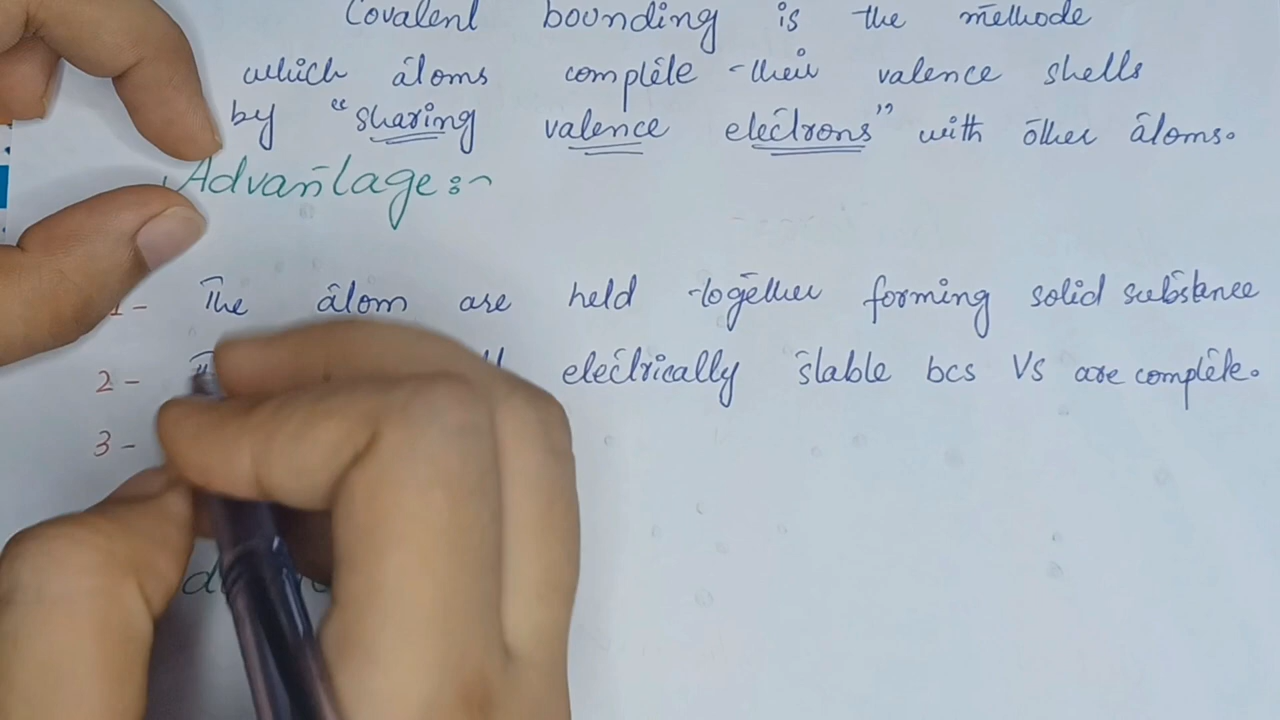 Covalent bounding is the methode
which atoms complete their valence shells
by "sharing valence electrons" with other atoms.
Advantage:-
1- The atom are held together forming solid substance
2- electrically stable bcs Vs are complete.
3-